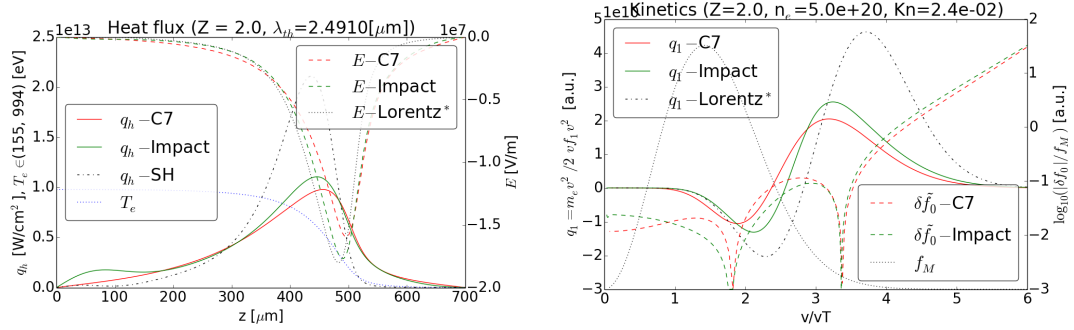 Heat flux (Z = 2.0, λ_th=2.4910[μm])
1e13
1e7
q_h [W/cm²], T_e ∈(155, 994) [eV]
2.5
2.0
1.5
1.0
0.5
0.0
E−C7
E−Impact
E−Lorentz*
q_h−C7
q_h−Impact
q_h−SH
T_e
0.0
−0.5
−1.0
−1.5
−2.0
E [V/m]
0 100 200 300 400 500 600 700
z [μm]
Kinetics (Z=2.0, n_e=5.0e+20, Kn=2.4e-02)
q_1=m_e v²/2 v f_1 v² [a.u.]
5
4
3
2
1
0
−1
−2
−3
q_1−C7
q_1−Impact
q_1−Lorentz*
δf̃_0−C7
δf̃_0−Impact
f_M
2
1
0
−1
−2
−3
log10(|δf_0|/f_M) [a.u.]
0 1 2 3 4 5 6
v/vT